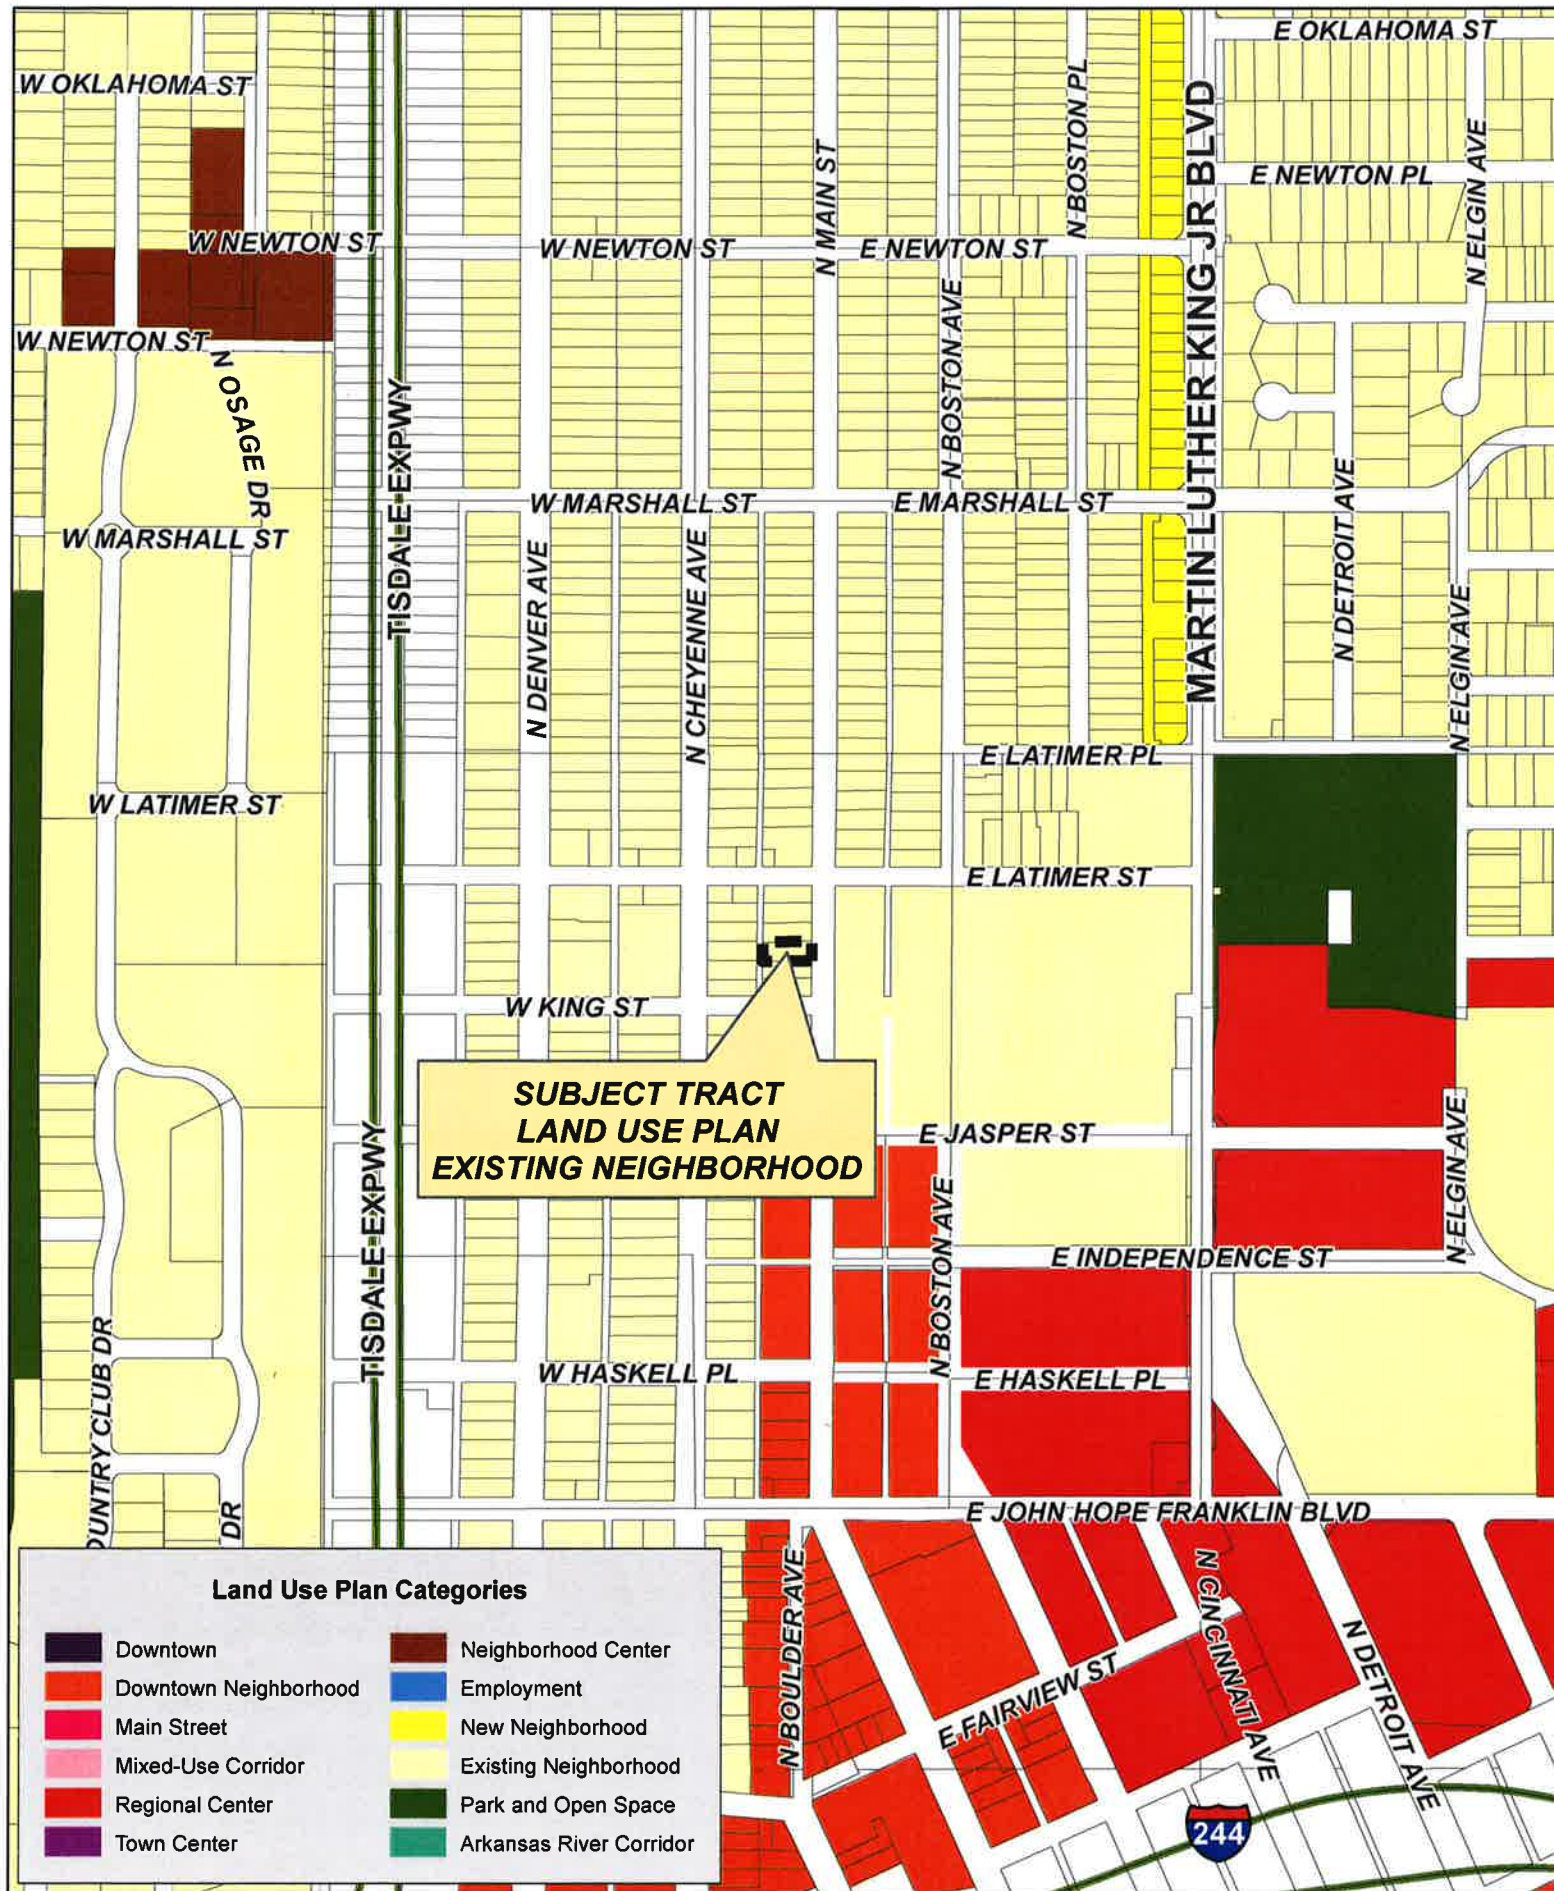 E OKLAHOMA ST
W OKLAHOMA ST
N BOSTON PL
MARTIN LUTHER KING JR BLVD
N ELGIN AVE
N MAIN ST
E NEWTON PL
W NEWTON ST
W NEWTON ST
E NEWTON ST
W NEWTON ST
N OSAGE DR
N BOSTON AVE
TISDALE EXPWY
W MARSHALL ST
E MARSHALL ST
N DETROIT AVE
W MARSHALL ST
N DENVER AVE
N CHEYENNE AVE
N ELGIN AVE
E LATIMER PL
W LATIMER ST
E LATIMER ST
W KING ST
SUBJECT TRACT
LAND USE PLAN
EXISTING NEIGHBORHOOD
E JASPER ST
N ELGIN AVE
TISDALE EXPWY
N BOSTON AVE
E INDEPENDENCE ST
W HASKELL PL
E HASKELL PL
OUNTRY CLUB DR
DR
E JOHN HOPE FRANKLIN BLVD
N BOULDER AVE
N CINCINNATI AVE
N DETROIT AVE
E FAIRVIEW ST
244
Land Use Plan Categories
Downtown
Downtown Neighborhood
Main Street
Mixed-Use Corridor
Regional Center
Town Center
Neighborhood Center
Employment
New Neighborhood
Existing Neighborhood
Park and Open Space
Arkansas River Corridor